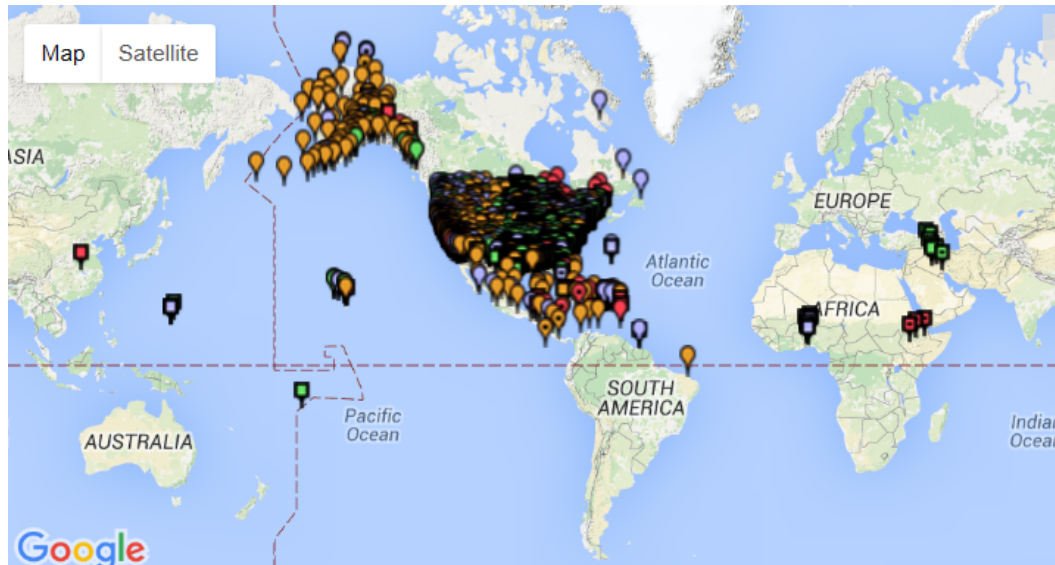 Map Satellite
ASIA
EUROPE
Atlantic
Ocean
AFRICA
SOUTH
AMERICA
Pacific
Ocean
AUSTRALIA
Indian
Ocean
Google